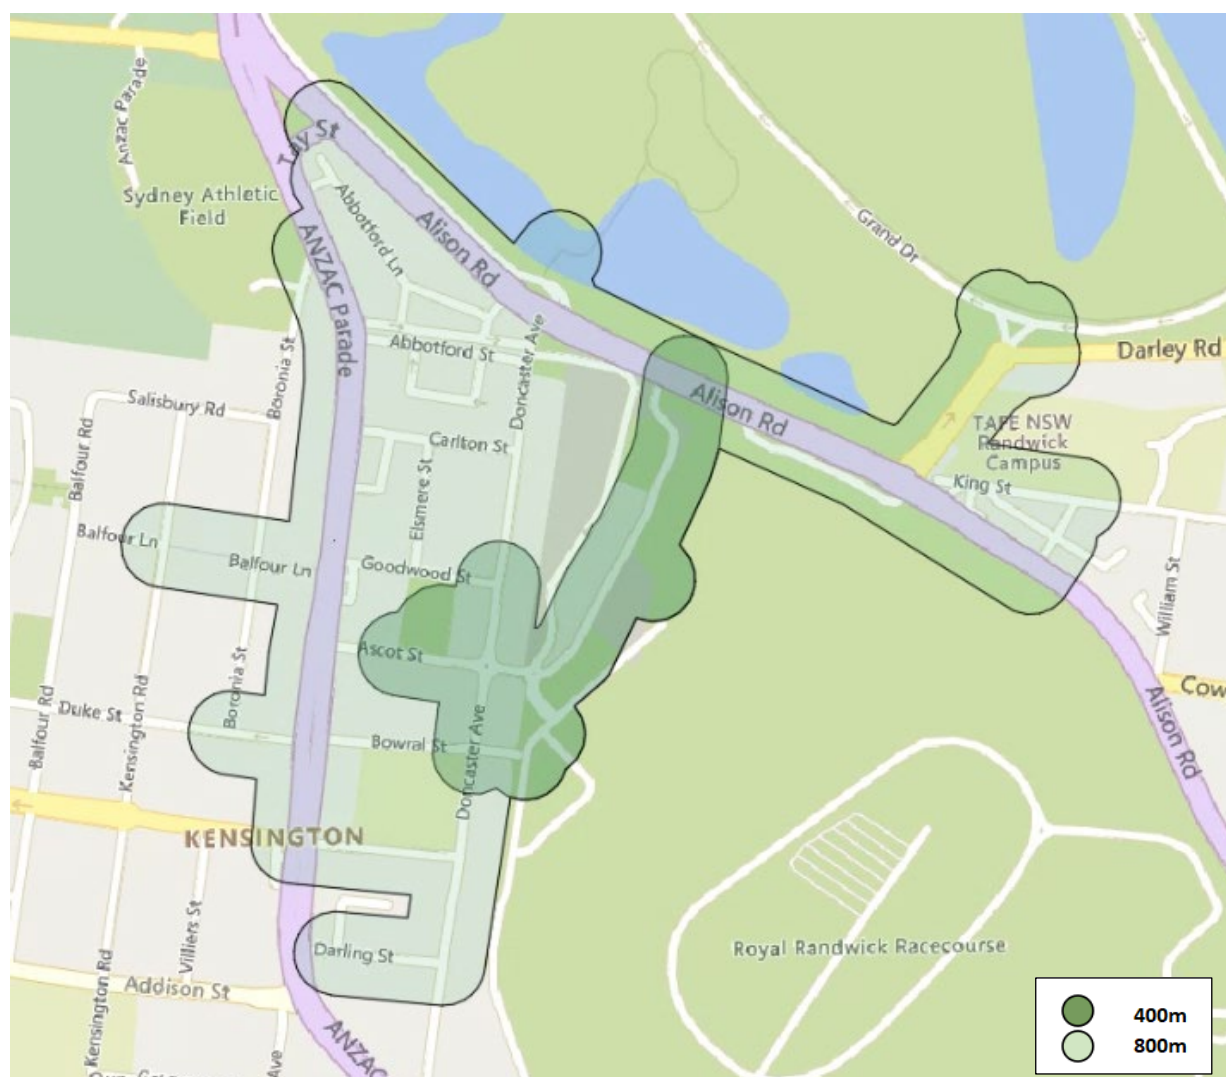 Anzac Parade
Tay St
Sydney Athletic
Field
Abbotford Ln
Alison Rd
Grand Dr
ANZAC Parade
Darley Rd
Abbotford St
Doncaster Ave
Boronia St
Salisbury Rd
Alison Rd
Balfour Rd
Carlton St
TAFE NSW
Randwick
Campus
Elsmere St
King St
Balfour Ln
Balfour Ln
Goodwood St
William St
Ascot St
Boronia St
Cow
Balfour Rd
Duke St
Kensington Rd
Bowral St
Doncaster Ave
Alison Rd
KENSINGTON
Villiers St
Darling St
Royal Randwick Racecourse
Addison St
Kensington Rd
ANZAC
Ave
400m
800m